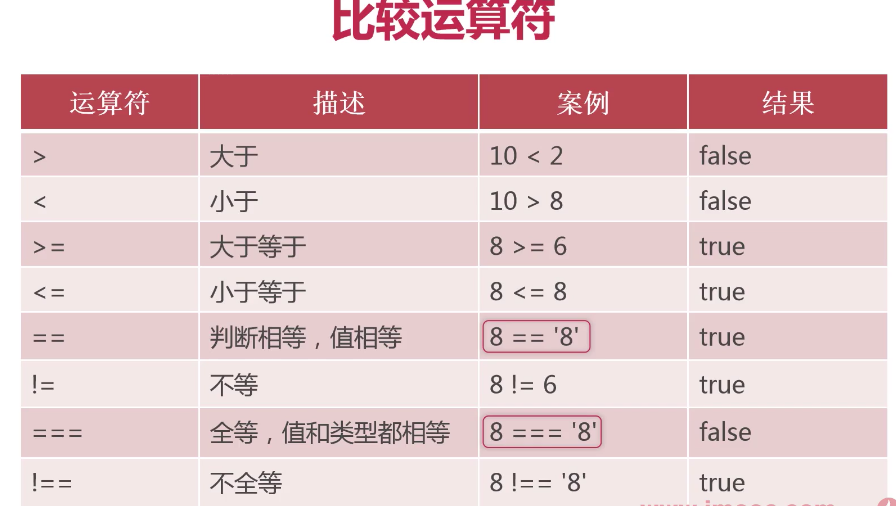 比较运算符
运算符 描述 案例 结果
> 大于 10 < 2 false
< 小于 10 > 8 false
>= 大于等于 8 >= 6 true
<= 小于等于 8 <= 8 true
== 判断相等，值相等 8 == '8' true
!= 不等 8 != 6 true
=== 全等，值和类型都相等 8 === '8' false
!== 不全等 8 !== '8' true